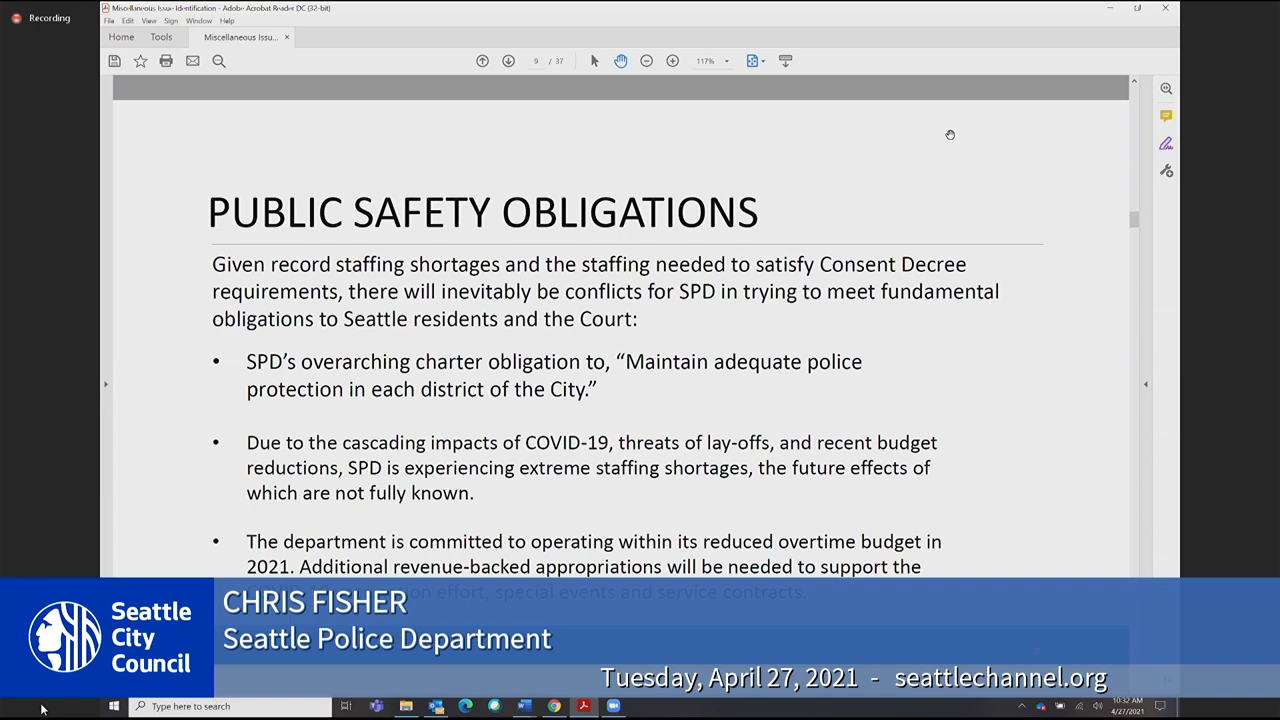 Recording
Miscellaneous Issue Identification - Adobe Acrobat Reader DC (32-bit)
File Edit View Sign Window Help
Home Tools Miscellaneous Issu... ×
9 / 37 117%
PUBLIC SAFETY OBLIGATIONS
Given record staffing shortages and the staffing needed to satisfy Consent Decree
requirements, there will inevitably be conflicts for SPD in trying to meet fundamental
obligations to Seattle residents and the Court:
• SPD’s overarching charter obligation to, “Maintain adequate police
protection in each district of the City.”
• Due to the cascading impacts of COVID-19, threats of lay-offs, and recent budget
reductions, SPD is experiencing extreme staffing shortages, the future effects of
which are not fully known.
• The department is committed to operating within its reduced overtime budget in
2021. Additional revenue-backed appropriations will be needed to support the
effort, special events and service contracts.
CHRIS FISHER
Seattle Police Department
Seattle
City
Council
Tuesday, April 27, 2021 - seattlechannel.org
Type here to search
10:32 AM
4/27/2021